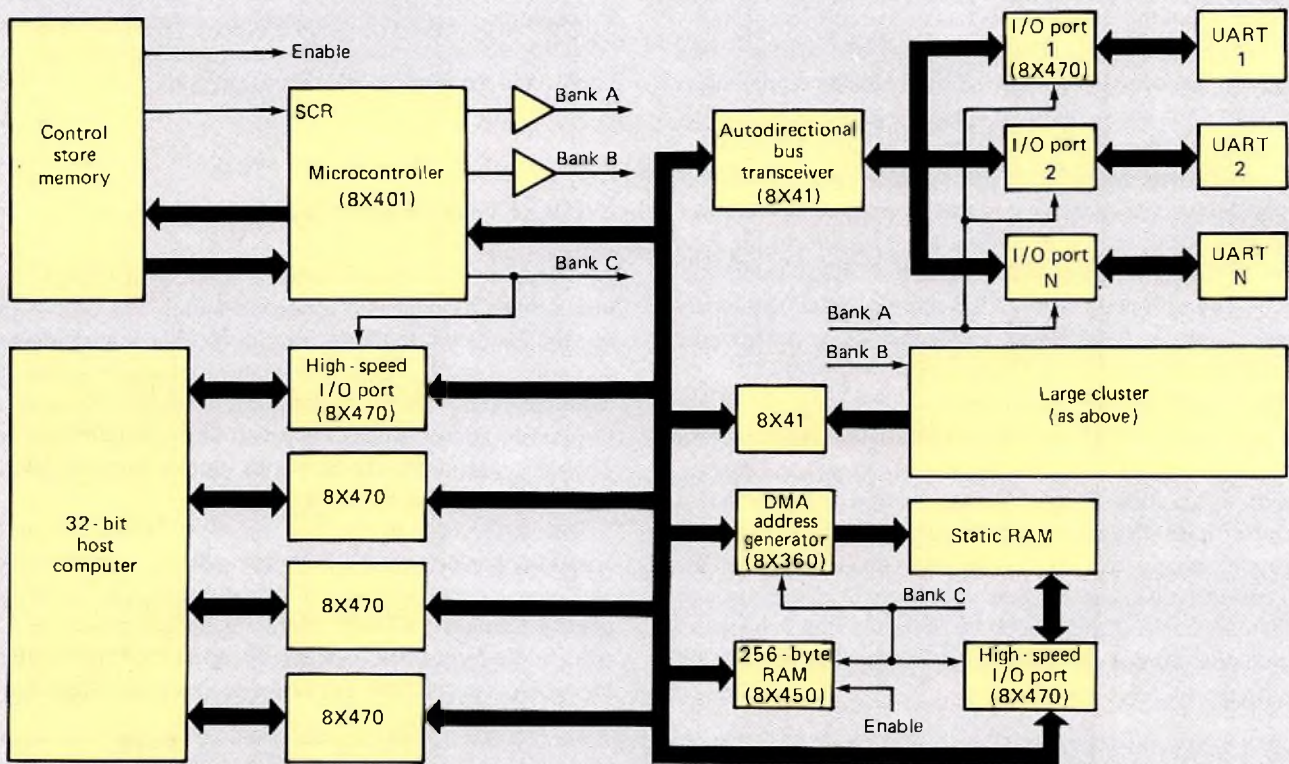 Control
store
memory
Enable
SCR
Microcontroller
(8X401)
Bank A
Bank B
Bank C
32-bit
host
computer
High-speed
I/O port
(8X470)
8X470
8X470
8X470
Autodirectional
bus
transceiver
(8X41)
I/O port
1
(8X470)
UART
1
I/O port
2
UART
2
I/O port
N
UART
N
Bank A
Bank B
Large cluster
(as above)
8X41
DMA
address
generator
(8X360)
Static RAM
Bank C
256-byte
RAM
(8X450)
Enable
High-speed
I/O port
(8X470)